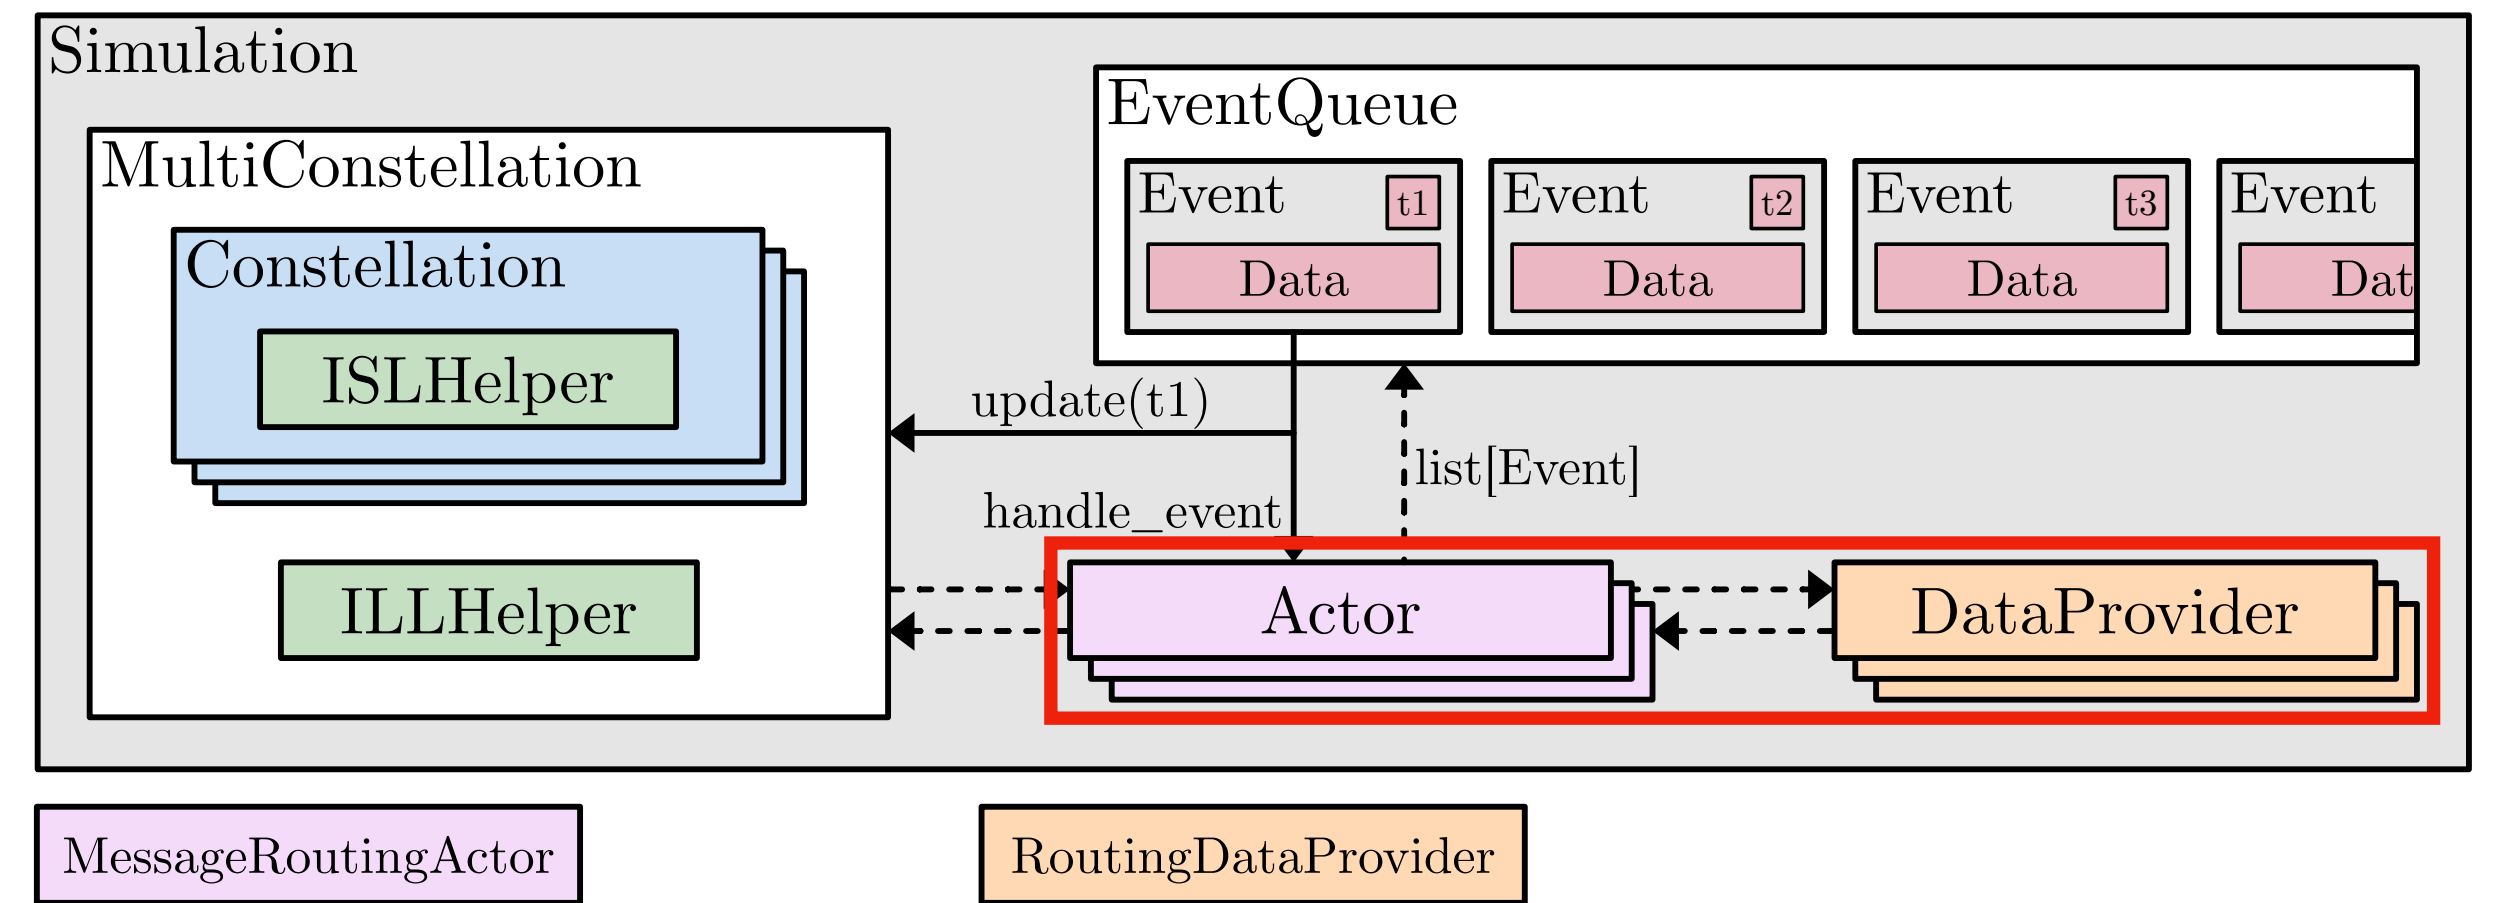 Simulation
EventQueue
MultiConstellation
Event
t1
Event
t2
Event
t3
Event
Data
Data
Data
Data
Constellation
ISLHelper
update(t1)
list[Event]
handle_event
ILLHelper
Actor
DataProvider
MessageRoutingActor
RoutingDataProvider